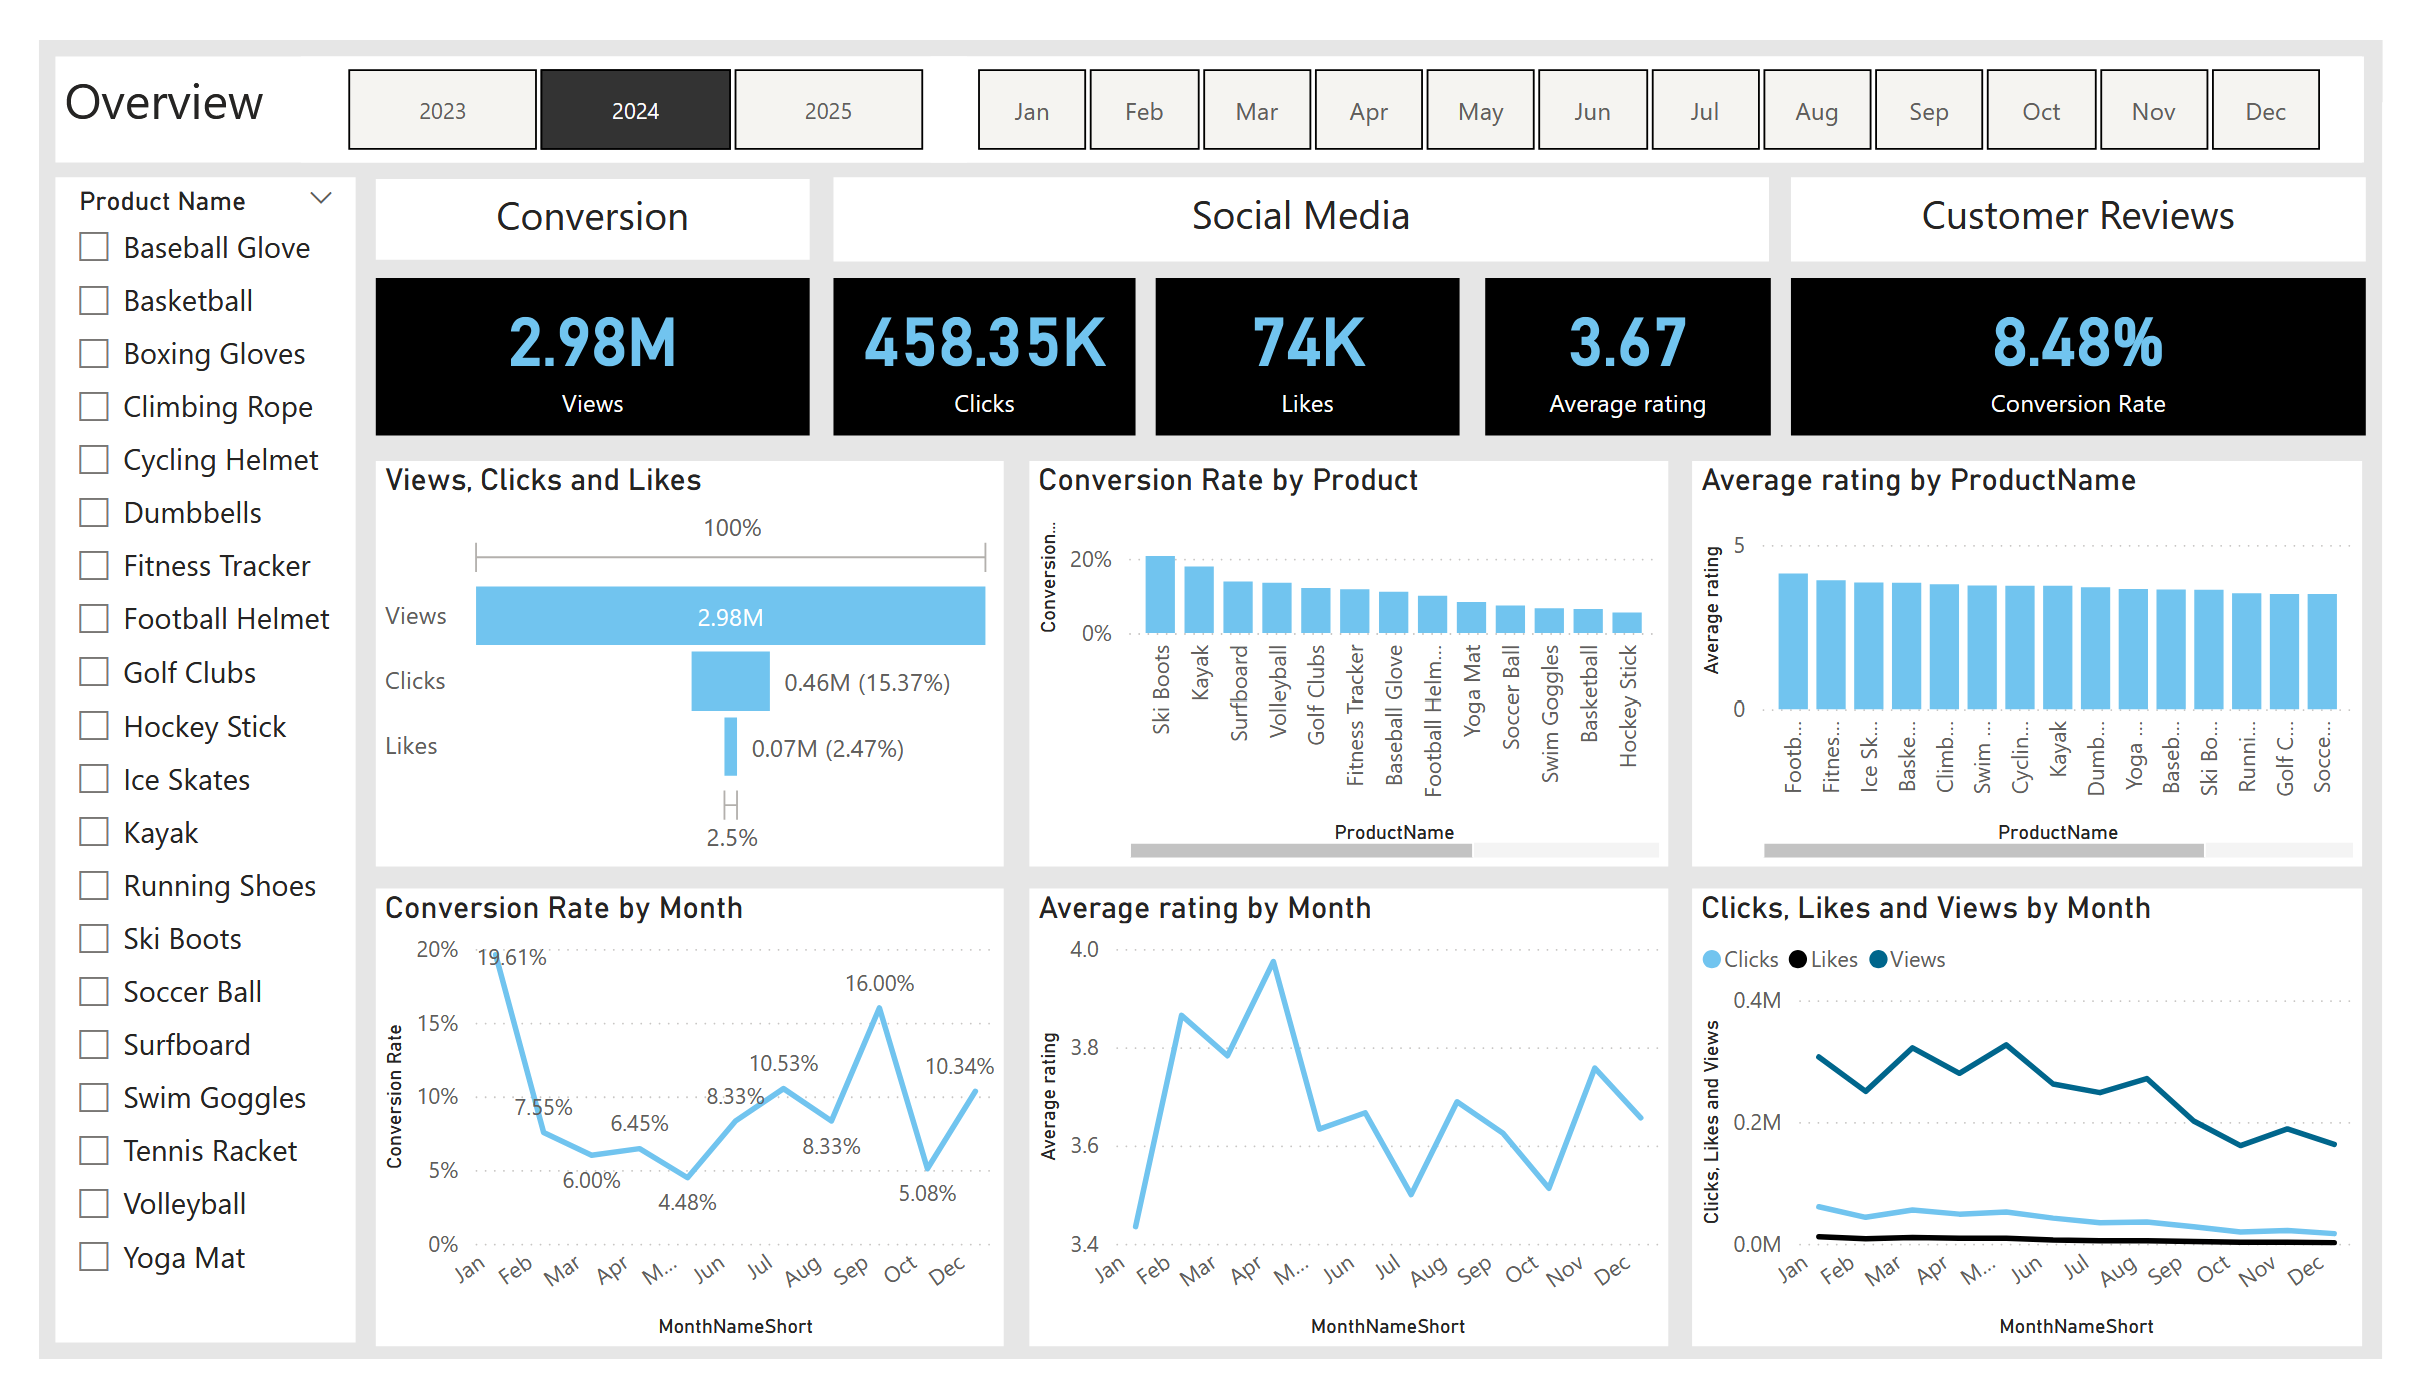 Overview
2023
2024
2025
Jan
Feb
Mar
Apr
May
Jun
Jul
Aug
Sep
Oct
Nov
Dec
Product Name
Baseball Glove
Basketball
Boxing Gloves
Climbing Rope
Cycling Helmet
Dumbbells
Fitness Tracker
Football Helmet
Golf Clubs
Hockey Stick
Ice Skates
Kayak
Running Shoes
Ski Boots
Soccer Ball
Surfboard
Swim Goggles
Tennis Racket
Volleyball
Yoga Mat
Conversion
Social Media
Customer Reviews
2.98M
Views
458.35K
Clicks
74K
Likes
3.67
Average rating
8.48%
Conversion Rate
Views, Clicks and Likes
100%
Views
2.98M
Clicks
0.46M (15.37%)
Likes
0.07M (2.47%)
2.5%
Conversion Rate by Product
Conversion...
20%
0%
Ski Boots
Kayak
Surfboard
Volleyball
Golf Clubs
Fitness Tracker
Baseball Glove
Football Helm...
Yoga Mat
Soccer Ball
Swim Goggles
Basketball
Hockey Stick
ProductName
Average rating by ProductName
Average rating
5
0
Footb...
Fitnes...
Ice Sk...
Baske...
Climb...
Swim ...
Cyclin...
Kayak
Dumb...
Yoga ...
Baseb...
Ski Bo...
Runni...
Golf C...
Socce...
ProductName
Conversion Rate by Month
Conversion Rate
20%
15%
10%
5%
0%
19.61%
7.55%
6.00%
6.45%
4.48%
8.33%
10.53%
8.33%
16.00%
5.08%
10.34%
Jan
Feb
Mar
Apr
M...
Jun
Jul
Aug
Sep
Oct
Dec
MonthNameShort
Average rating by Month
Average rating
4.0
3.8
3.6
3.4
Jan
Feb
Mar
Apr
M...
Jun
Jul
Aug
Sep
Oct
Nov
Dec
MonthNameShort
Clicks, Likes and Views by Month
Clicks Likes Views
Clicks, Likes and Views
0.4M
0.2M
0.0M
Jan
Feb
Mar
Apr
M...
Jun
Jul
Aug
Sep
Oct
Nov
Dec
MonthNameShort